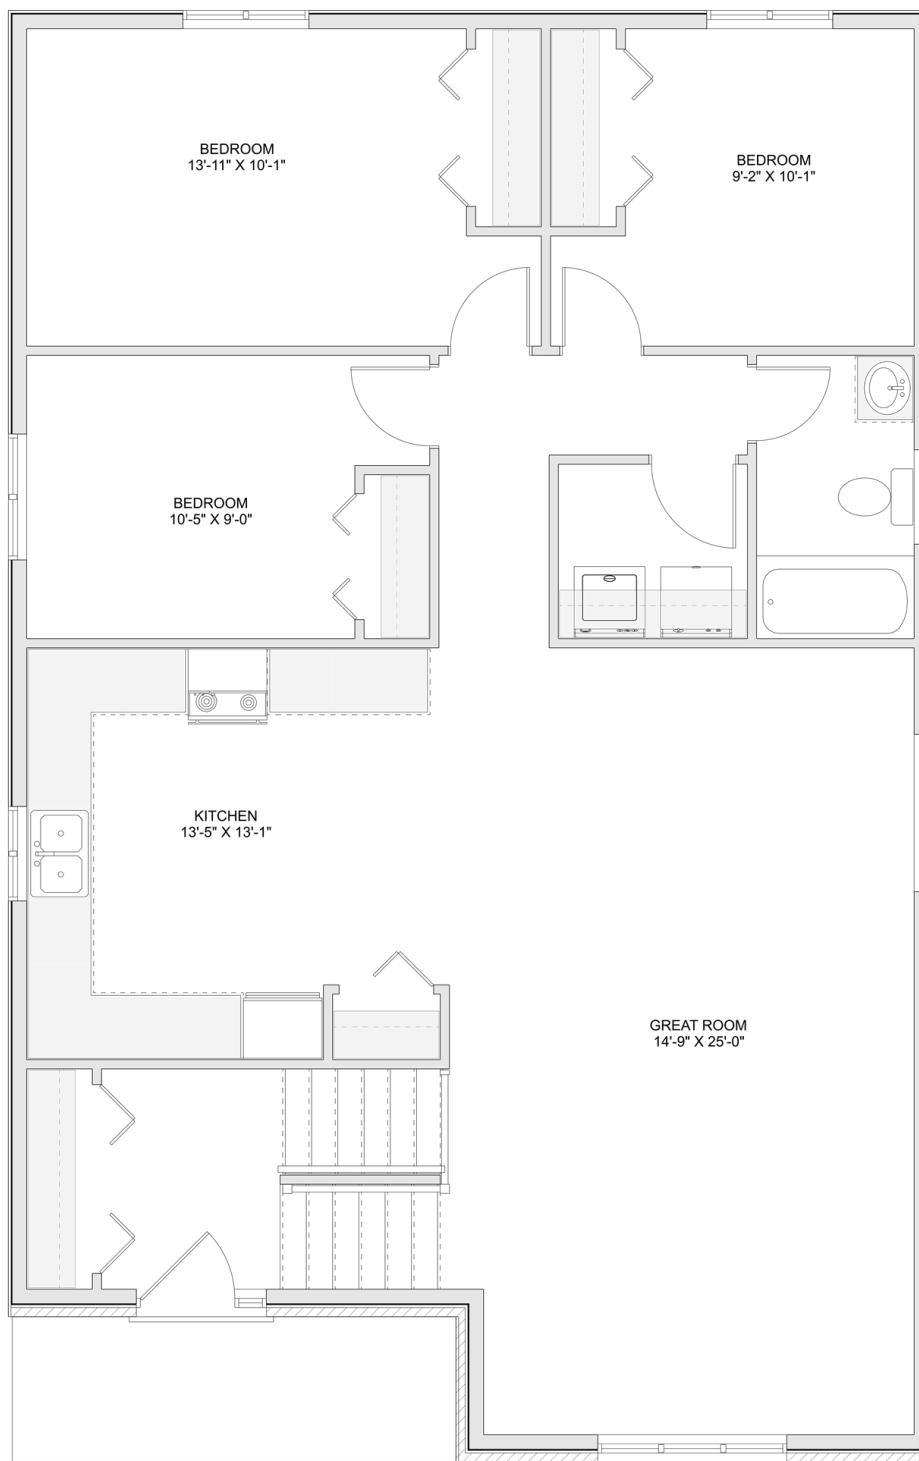 BEDROOM
13'-11" X 10'-1"
BEDROOM
9'-2" X 10'-1"
BEDROOM
10'-5" X 9'-0"
KITCHEN
13'-5" X 13'-1"
GREAT ROOM
14'-9" X 25'-0"